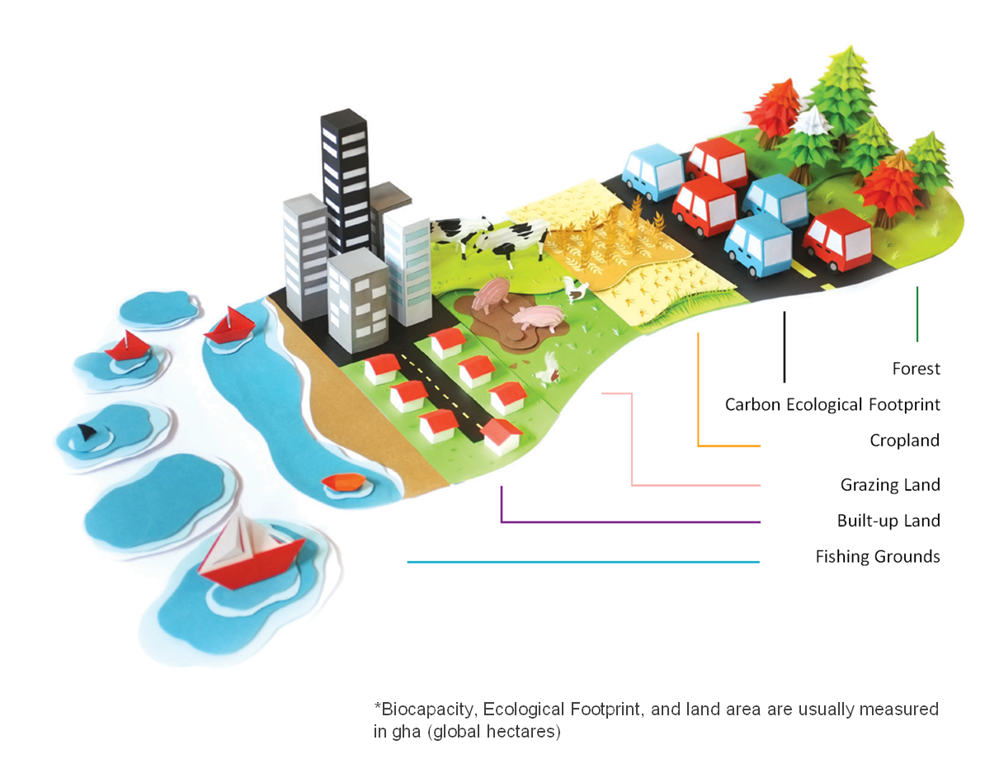 Forest
Carbon Ecological Footprint
Cropland
Grazing Land
Built-up Land
Fishing Grounds
*Biocapacity, Ecological Footprint, and land area are usually measured
in gha (global hectares)